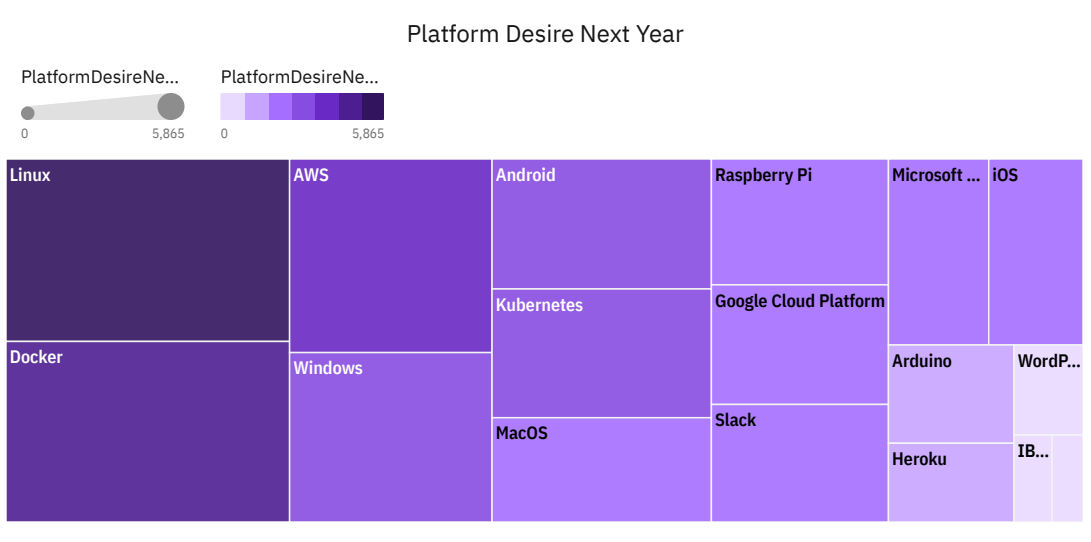 Platform Desire Next Year
PlatformDesireNe...
PlatformDesireNe...
0
5,865
0
5,865
Linux
AWS
Android
Raspberry Pi
Microsoft ...
iOS
Google Cloud Platform
Kubernetes
Docker
Windows
Arduino
WordP...
MacOS
Slack
IB...
Heroku